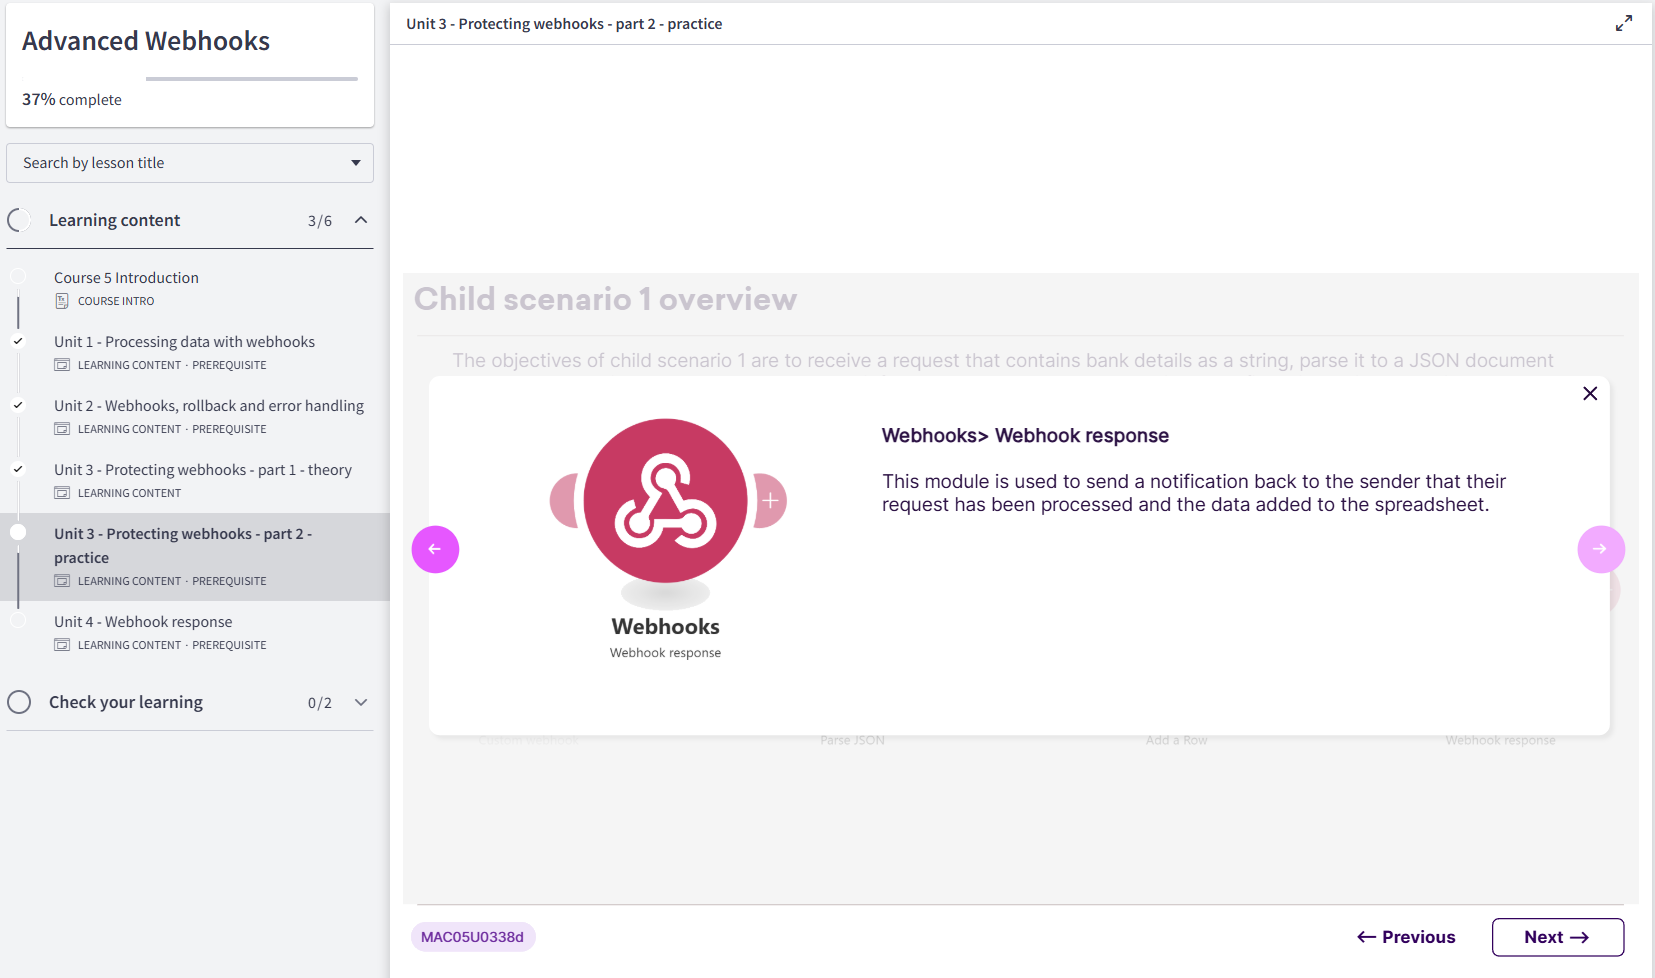 Advanced Webhooks
37% complete
Search by lesson title
Learning content 3/6
Course 5 Introduction
COURSE INTRO
Unit 1 - Processing data with webhooks
LEARNING CONTENT · PREREQUISITE
Unit 2 - Webhooks, rollback and error handling
LEARNING CONTENT · PREREQUISITE
Unit 3 - Protecting webhooks - part 1 - theory
LEARNING CONTENT
Unit 3 - Protecting webhooks - part 2 -
practice
LEARNING CONTENT · PREREQUISITE
Unit 4 - Webhook response
LEARNING CONTENT · PREREQUISITE
Check your learning 0/2
Unit 3 - Protecting webhooks - part 2 - practice
Child scenario 1 overview
The objectives of child scenario 1 are to receive a request that contains bank details as a string, parse it to a JSON document
Webhooks
Webhook response
Webhooks> Webhook response
This module is used to send a notification back to the sender that their
request has been processed and the data added to the spreadsheet.
Custom webhook Parse JSON Add a Row Webhook response
MAC05U0338d
← Previous Next →